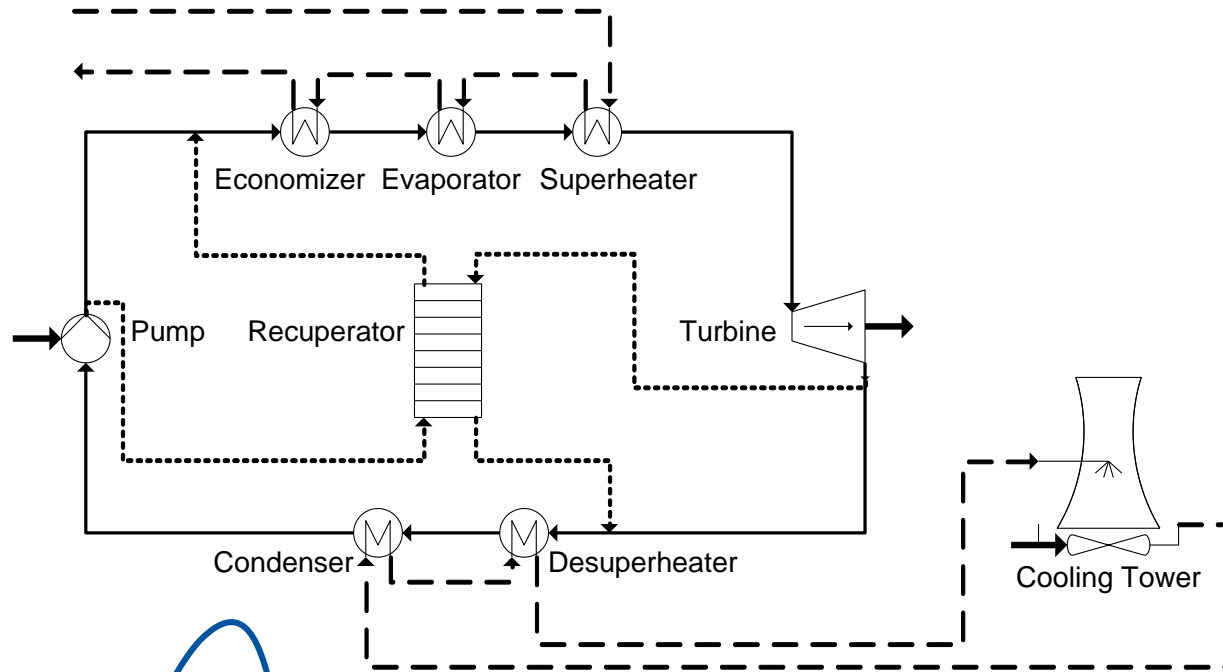 Economizer
Evaporator
Superheater
Pump
Recuperator
Turbine
Condenser
Desuperheater
Cooling Tower